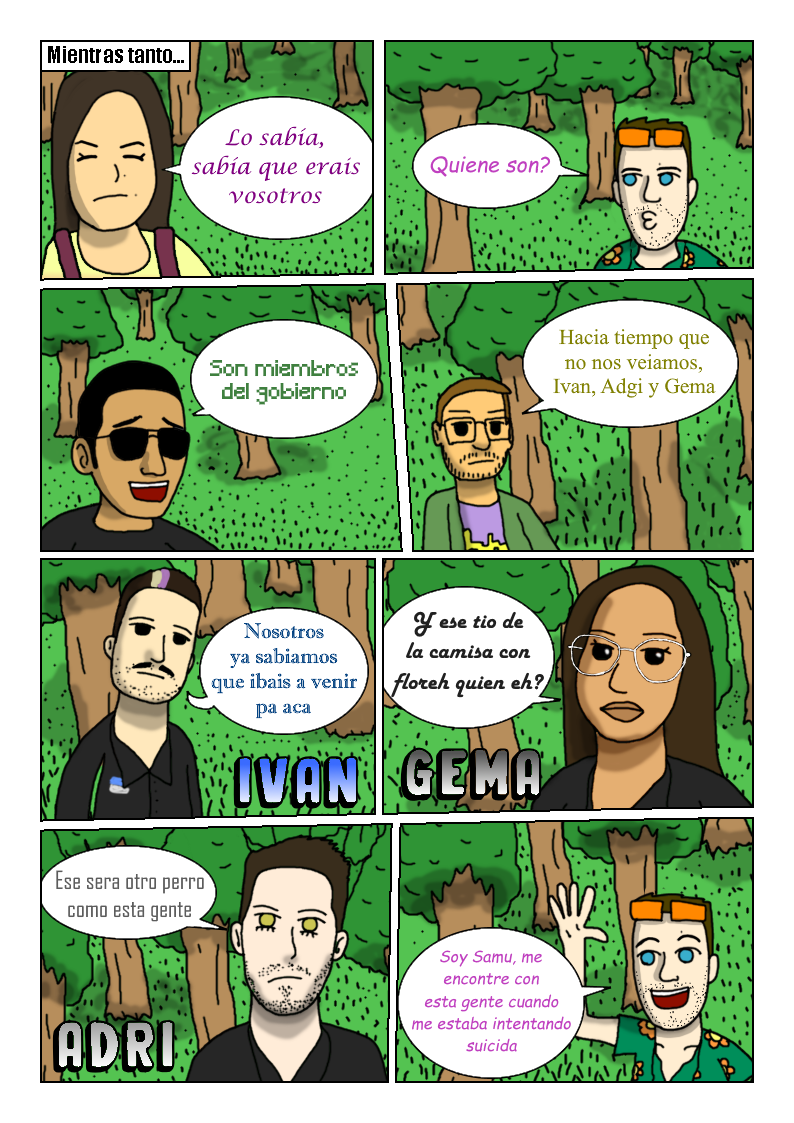 Mientras tanto...
Lo sabía,
sabía que erais
vosotros
Quiene son?
Son miembros
del gobierno
Hacia tiempo que
no nos veiamos,
Ivan, Adgi y Gema
Nosotros
ya sabiamos
que ibais a venir
pa aca
IVAN
Y ese tio de
la camisa con
floreh quien eh?
GEMA
Ese sera otro perro
como esta gente
ADRI
Soy Samu, me
encontre con
esta gente cuando
me estaba intentando
suicida